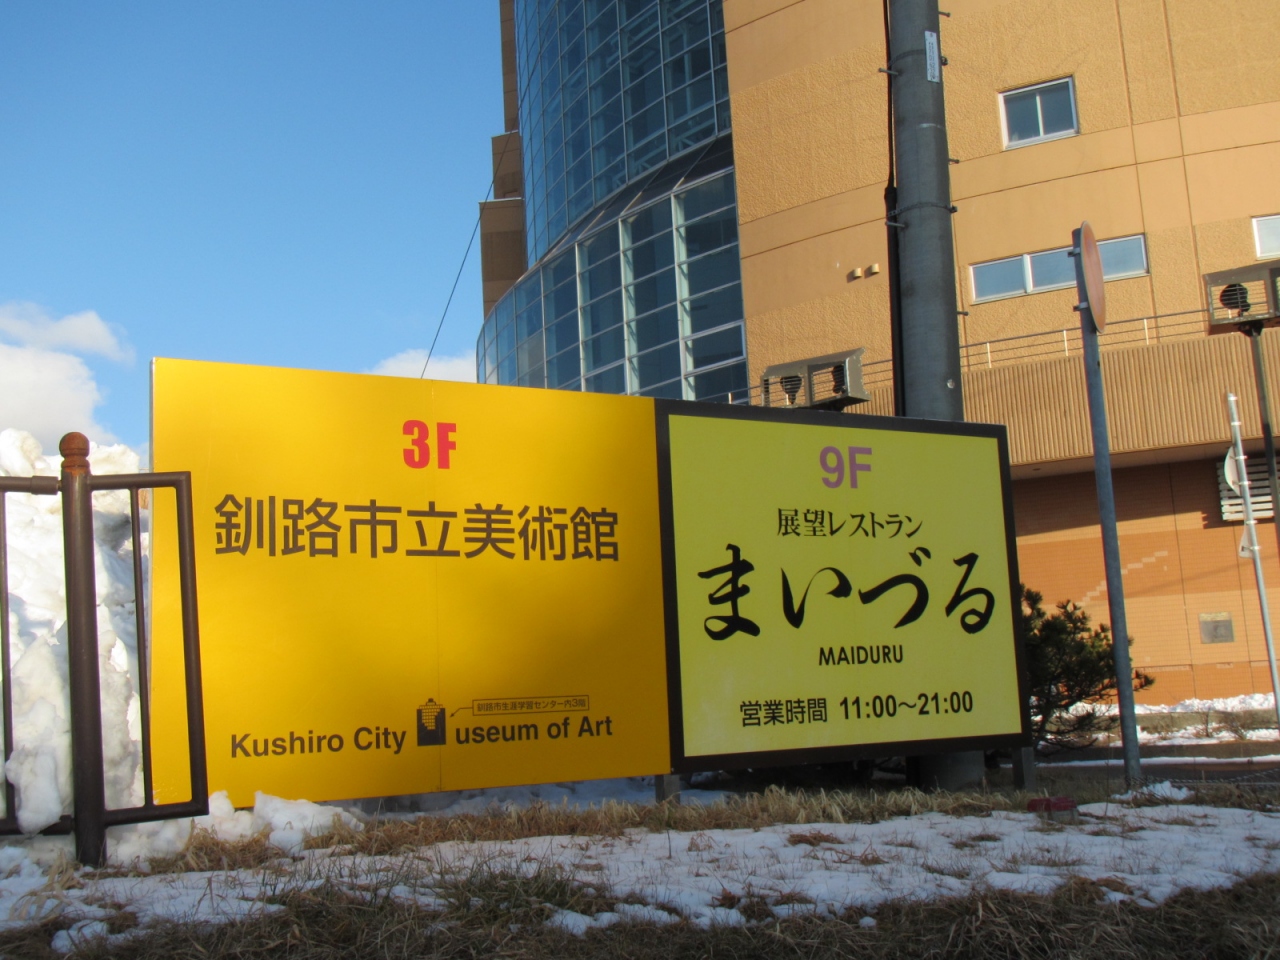 3F
釧路市立美術館
釧路市生涯学習センター内3階
Kushiro City Museum of Art
9F
展望レストラン
まいづる
MAIDURU
営業時間 11:00～21:00